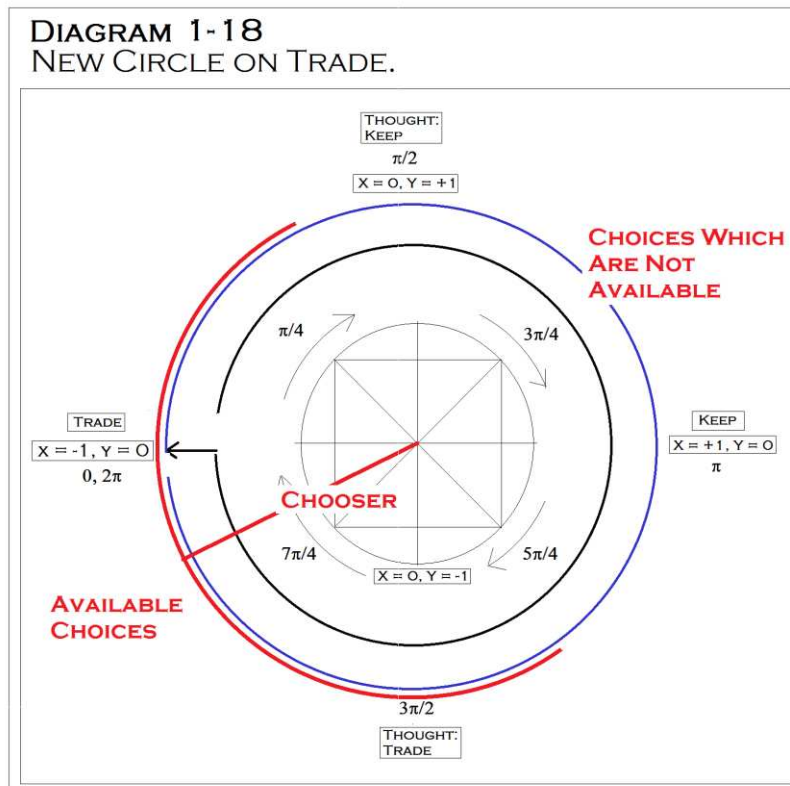 DIAGRAM 1-18
NEW CIRCLE ON TRADE.
THOUGHT:
KEEP
π/2
X = 0, Y = +1
CHOICES WHICH
ARE NOT
AVAILABLE
π/4
3π/4
TRADE
X = -1, Y = 0
0, 2π
KEEP
X = +1, Y = 0
π
CHOOSER
7π/4
5π/4
X = 0, Y = -1
AVAILABLE
CHOICES
3π/2
THOUGHT:
TRADE